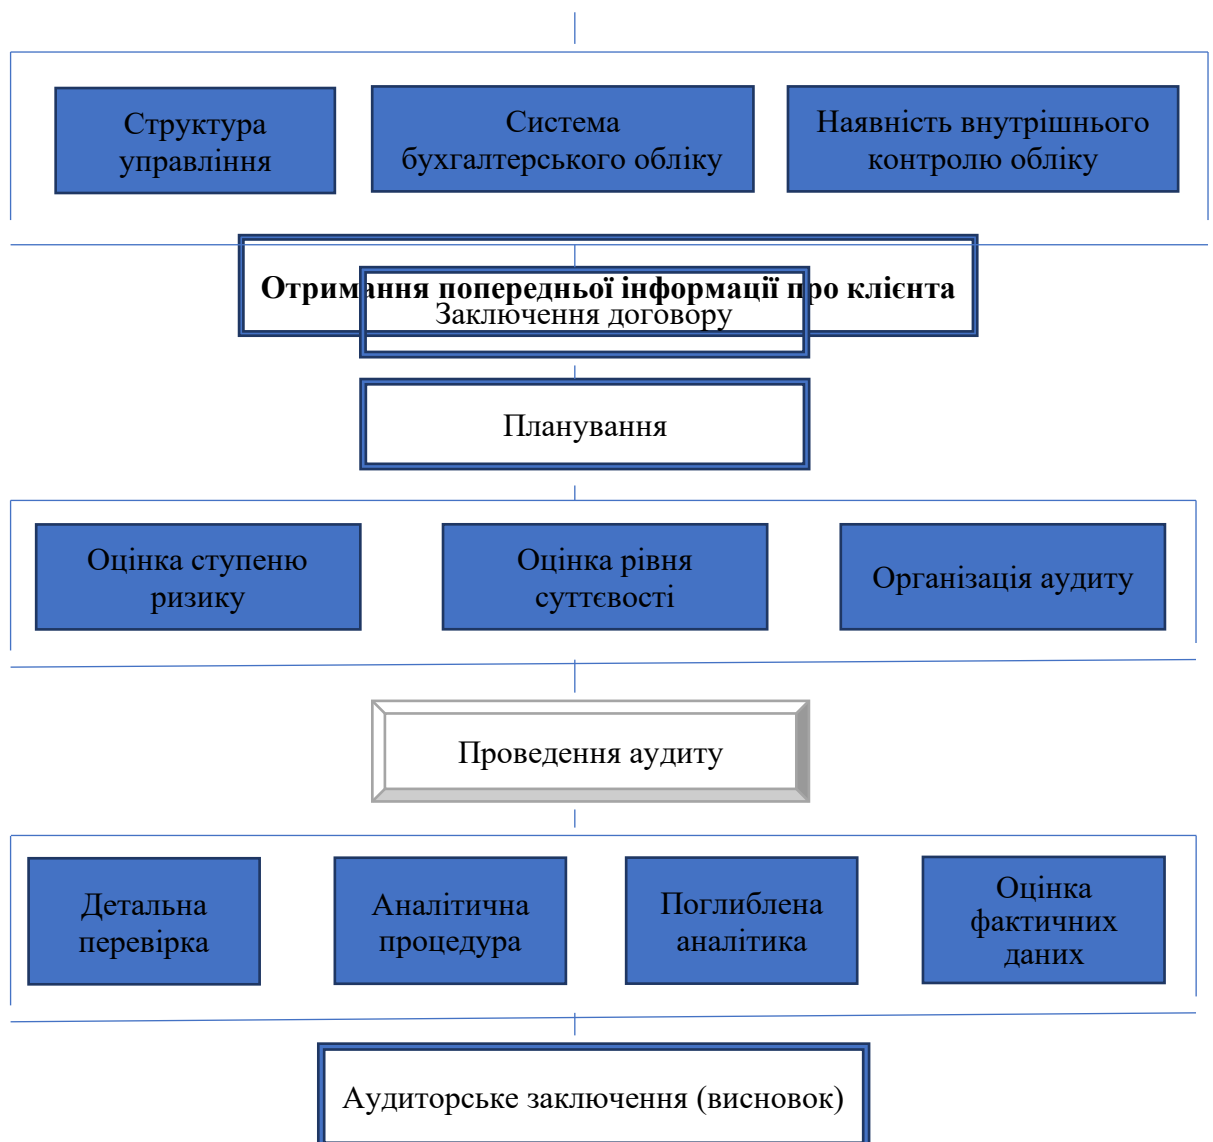 Структура
управління
Система
бухгалтерського обліку
Наявність внутрішнього
контролю обліку
Отримання попередньої інформації про клієнта
Заключення договору
Планування
Оцінка ступеню
ризику
Оцінка рівня
суттєвості
Організація аудиту
Проведення аудиту
Детальна
перевірка
Аналітична
процедура
Поглиблена
аналітика
Оцінка
фактичних
даних
Аудиторське заключення (висновок)